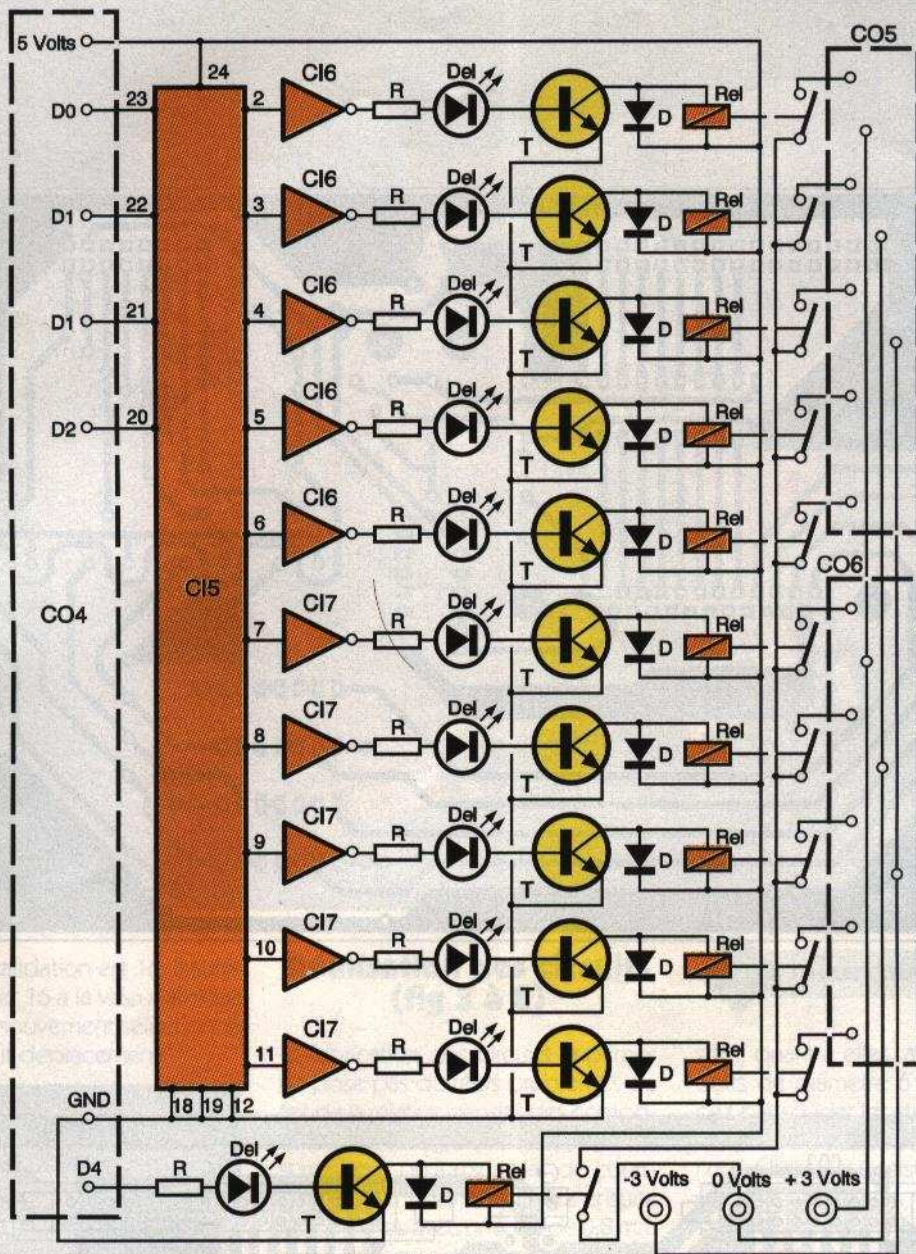 5 Volts
CO5
24
23
2
CI6
R
Del
T
D
Rel
D0
22
3
CI6
R
Del
T
D
Rel
D1
21
4
CI6
R
Del
T
D
Rel
D1
20
5
CI6
R
Del
T
D
Rel
D2
6
CI6
R
Del
T
D
Rel
CI5
CO6
CO4
7
CI7
R
Del
T
D
Rel
8
CI7
R
Del
T
D
Rel
9
CI7
R
Del
T
D
Rel
10
CI7
R
Del
T
D
Rel
11
CI7
R
Del
T
D
Rel
GND
18 19 12
D4
R
Del
T
D
Rel
-3 Volts 0 Volts + 3 Volts